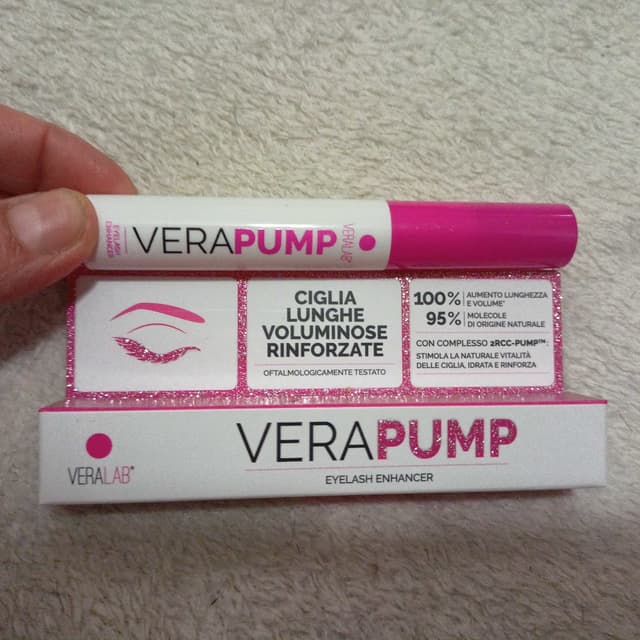 EYELASH
ENHANCER
VERAPUMP
VERALAB
CIGLIA
LUNGHE
VOLUMINOSE
RINFORZATE
OFTALMOLOGICAMENTE TESTATO
100% AUMENTO LUNGHEZZA
E VOLUME*
95% MOLECOLE
DI ORIGINE NATURALE
CON COMPLESSO 2RCC-PUMP™:
STIMOLA LA NATURALE VITALITÀ
DELLE CIGLIA, IDRATA E RINFORZA
VERALAB®
VERAPUMP
EYELASH ENHANCER